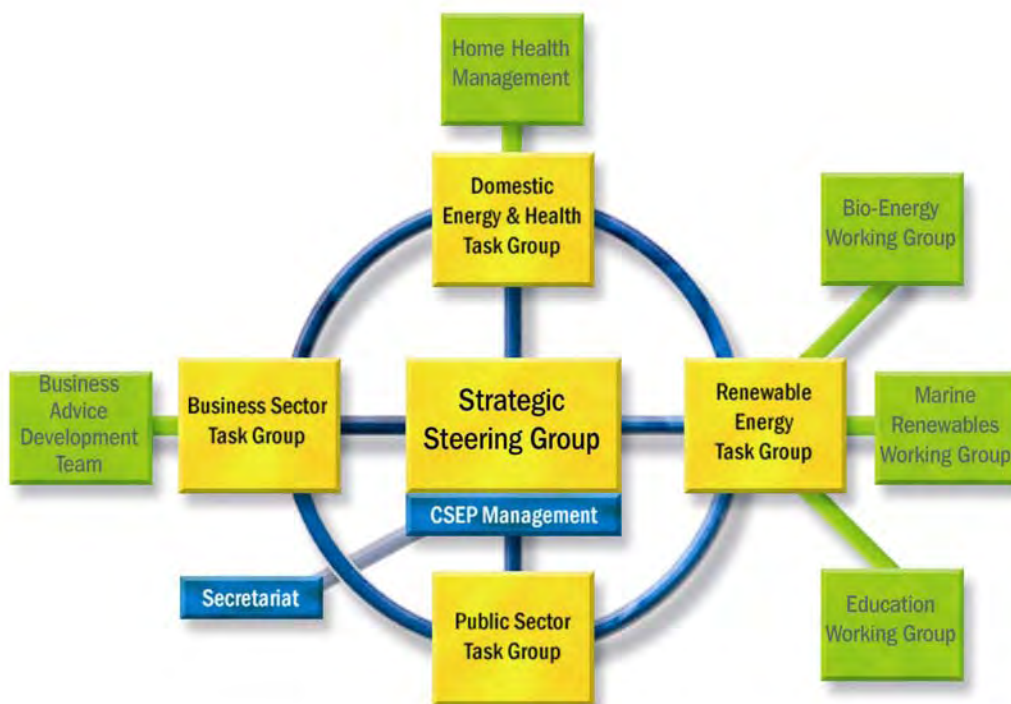 Home Health
Management
Domestic
Energy & Health
Task Group
Bio-Energy
Working Group
Business
Advice
Development
Team
Business Sector
Task Group
Strategic
Steering Group
Renewable
Energy
Task Group
Marine
Renewables
Working Group
CSEP Management
Secretariat
Public Sector
Task Group
Education
Working Group